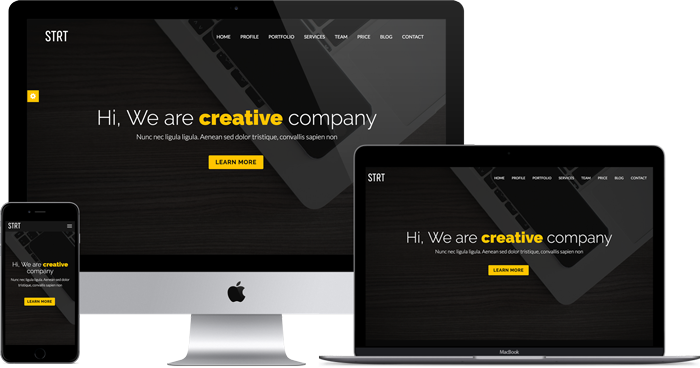 STRT
HOME PROFILE PORTFOLIO SERVICES TEAM PRICE BLOG CONTACT
Hi, We are creative company
Nunc nec ligula ligula. Aenean sed dolor tristique, convallis sapien non
LEARN MORE
STRT
HOME PROFILE PORTFOLIO SERVICES TEAM PRICE BLOG CONTACT
Hi, We are creative company
Nunc nec ligula ligula. Aenean sed dolor tristique, convallis sapien non
LEARN MORE
MacBook
STRT
Hi, We are creative
company
Nunc nec ligula ligula. Aenean sed dolor
tristique, convallis sapien non
LEARN MORE